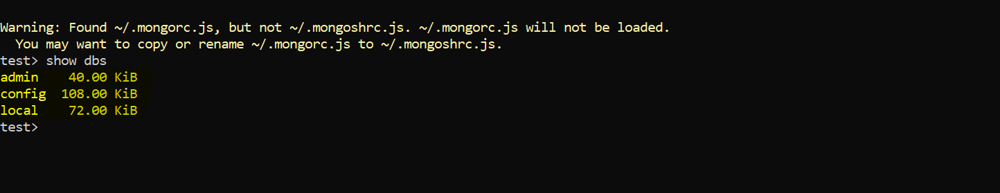 Warning: Found ~/.mongorc.js, but not ~/.mongoshrc.js. ~/.mongorc.js will not be loaded.
  You may want to copy or rename ~/.mongorc.js to ~/.mongoshrc.js.
test> show dbs
admin    40.00 KiB
config  108.00 KiB
local    72.00 KiB
test>